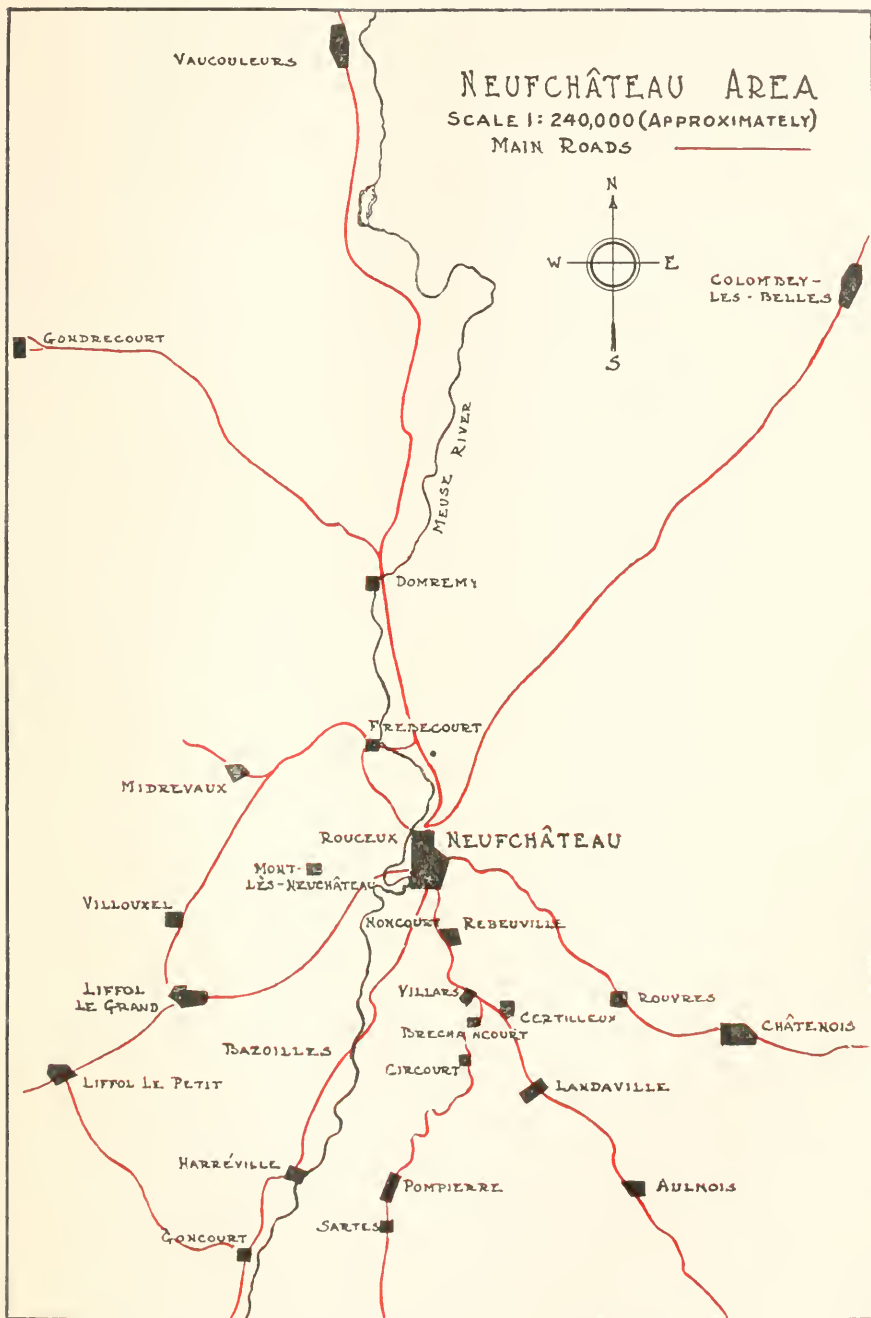 VAUCOULEURS
NEUFCHÂTEAU AREA
SCALE 1:240,000 (APPROXIMATELY)
MAIN ROADS
N
W
E
S
COLOMBEY-
LES-BELLES
GONDRECOURT
MEUSE RIVER
DOMREMY
FREBECOURT
MIDREVAUX
ROUCEUX
NEUFCHÂTEAU
MONT-
LÈS-NEUCHÂTEAU
VILLOUXEL
NONCOURT
REBEUVILLE
LIFFOL
LE GRAND
VILLARS
CERTILLEUX
ROUVRES
CHÂTENOIS
BRECHAINCOURT
BAZOILLES
CIRCOURT
LIFFOL LE PETIT
LANDAVILLE
HARRÉVILLE
POMPIERRE
AULNOIS
SARTES
GONCOURT